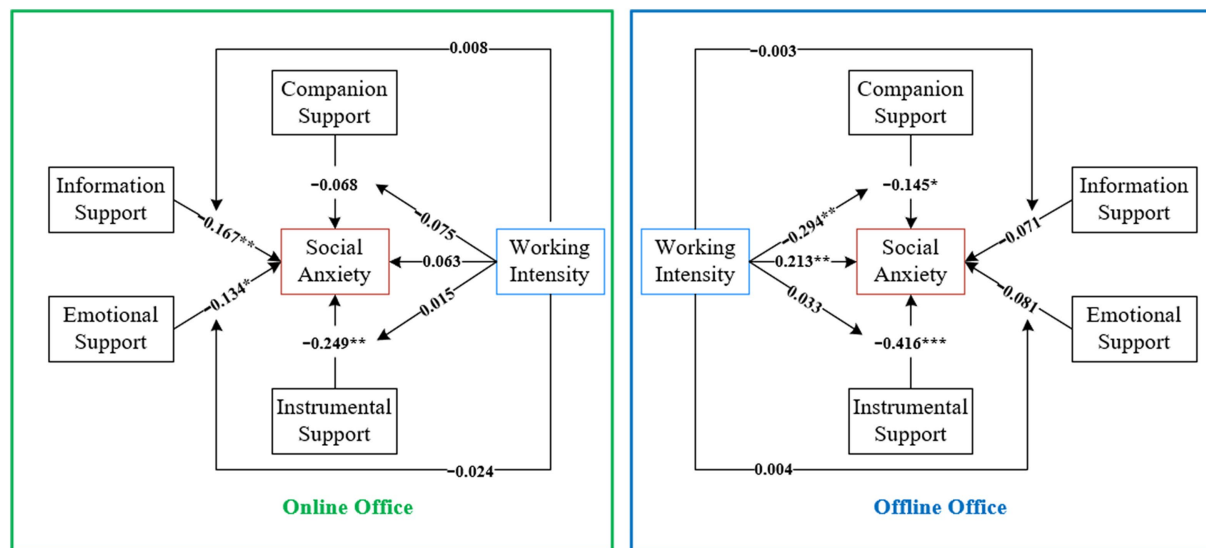 0.008
Companion
Support
Information
Support
−0.068
−0.167**
−0.075
Social
Anxiety
0.063
Working
Intensity
−0.134*
0.015
Emotional
Support
−0.249**
Instrumental
Support
−0.024
Online Office
−0.003
Companion
Support
−0.145*
Information
Support
−0.294**
−0.071
Working
Intensity
0.213**
Social
Anxiety
0.033
−0.081
Emotional
Support
−0.416***
Instrumental
Support
0.004
Offline Office